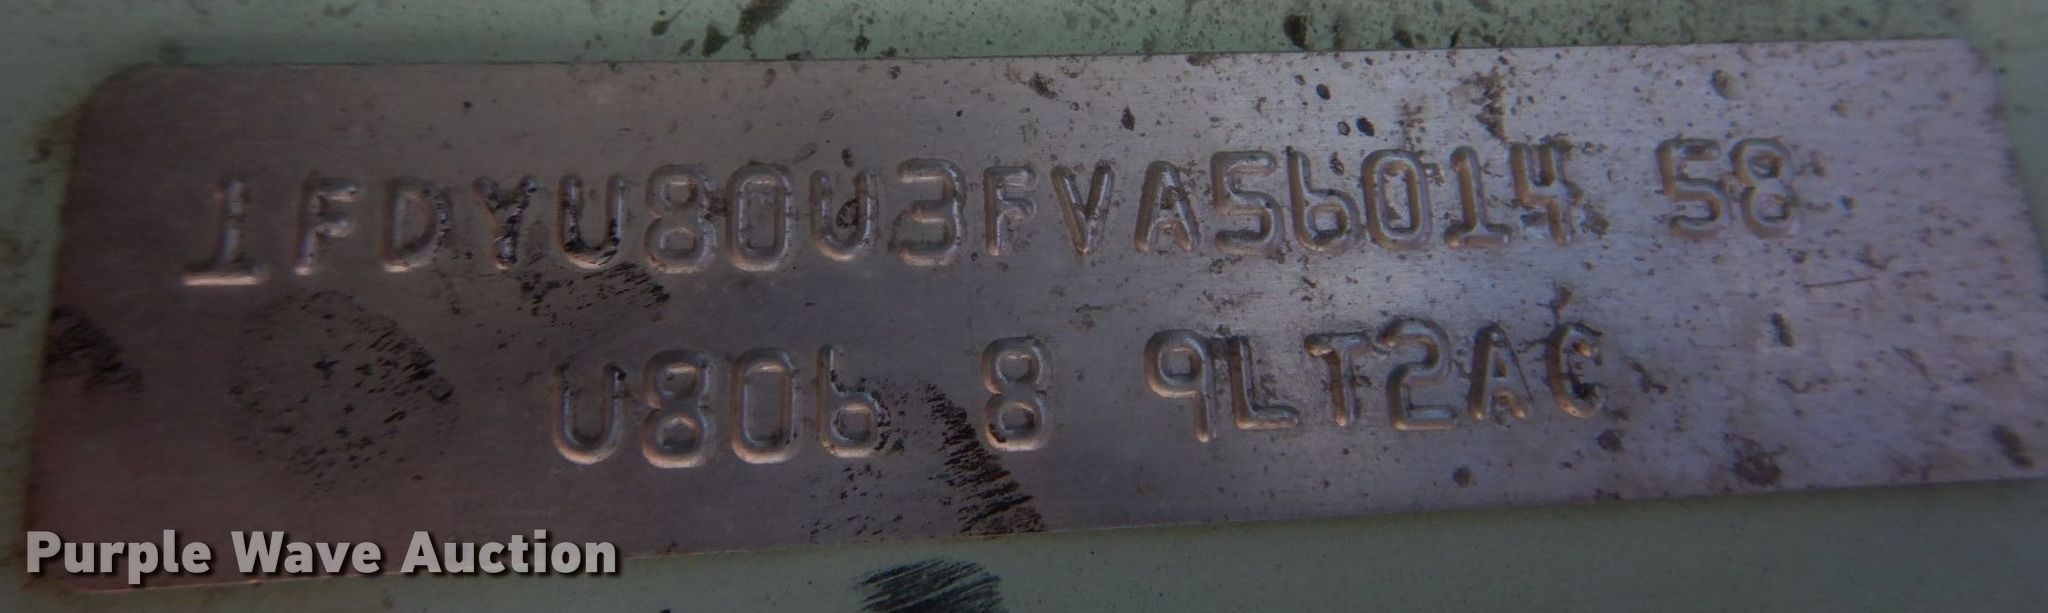 1FDYU80U3FVA56014 58
U806 8 9LT2AC
Purple Wave Auction